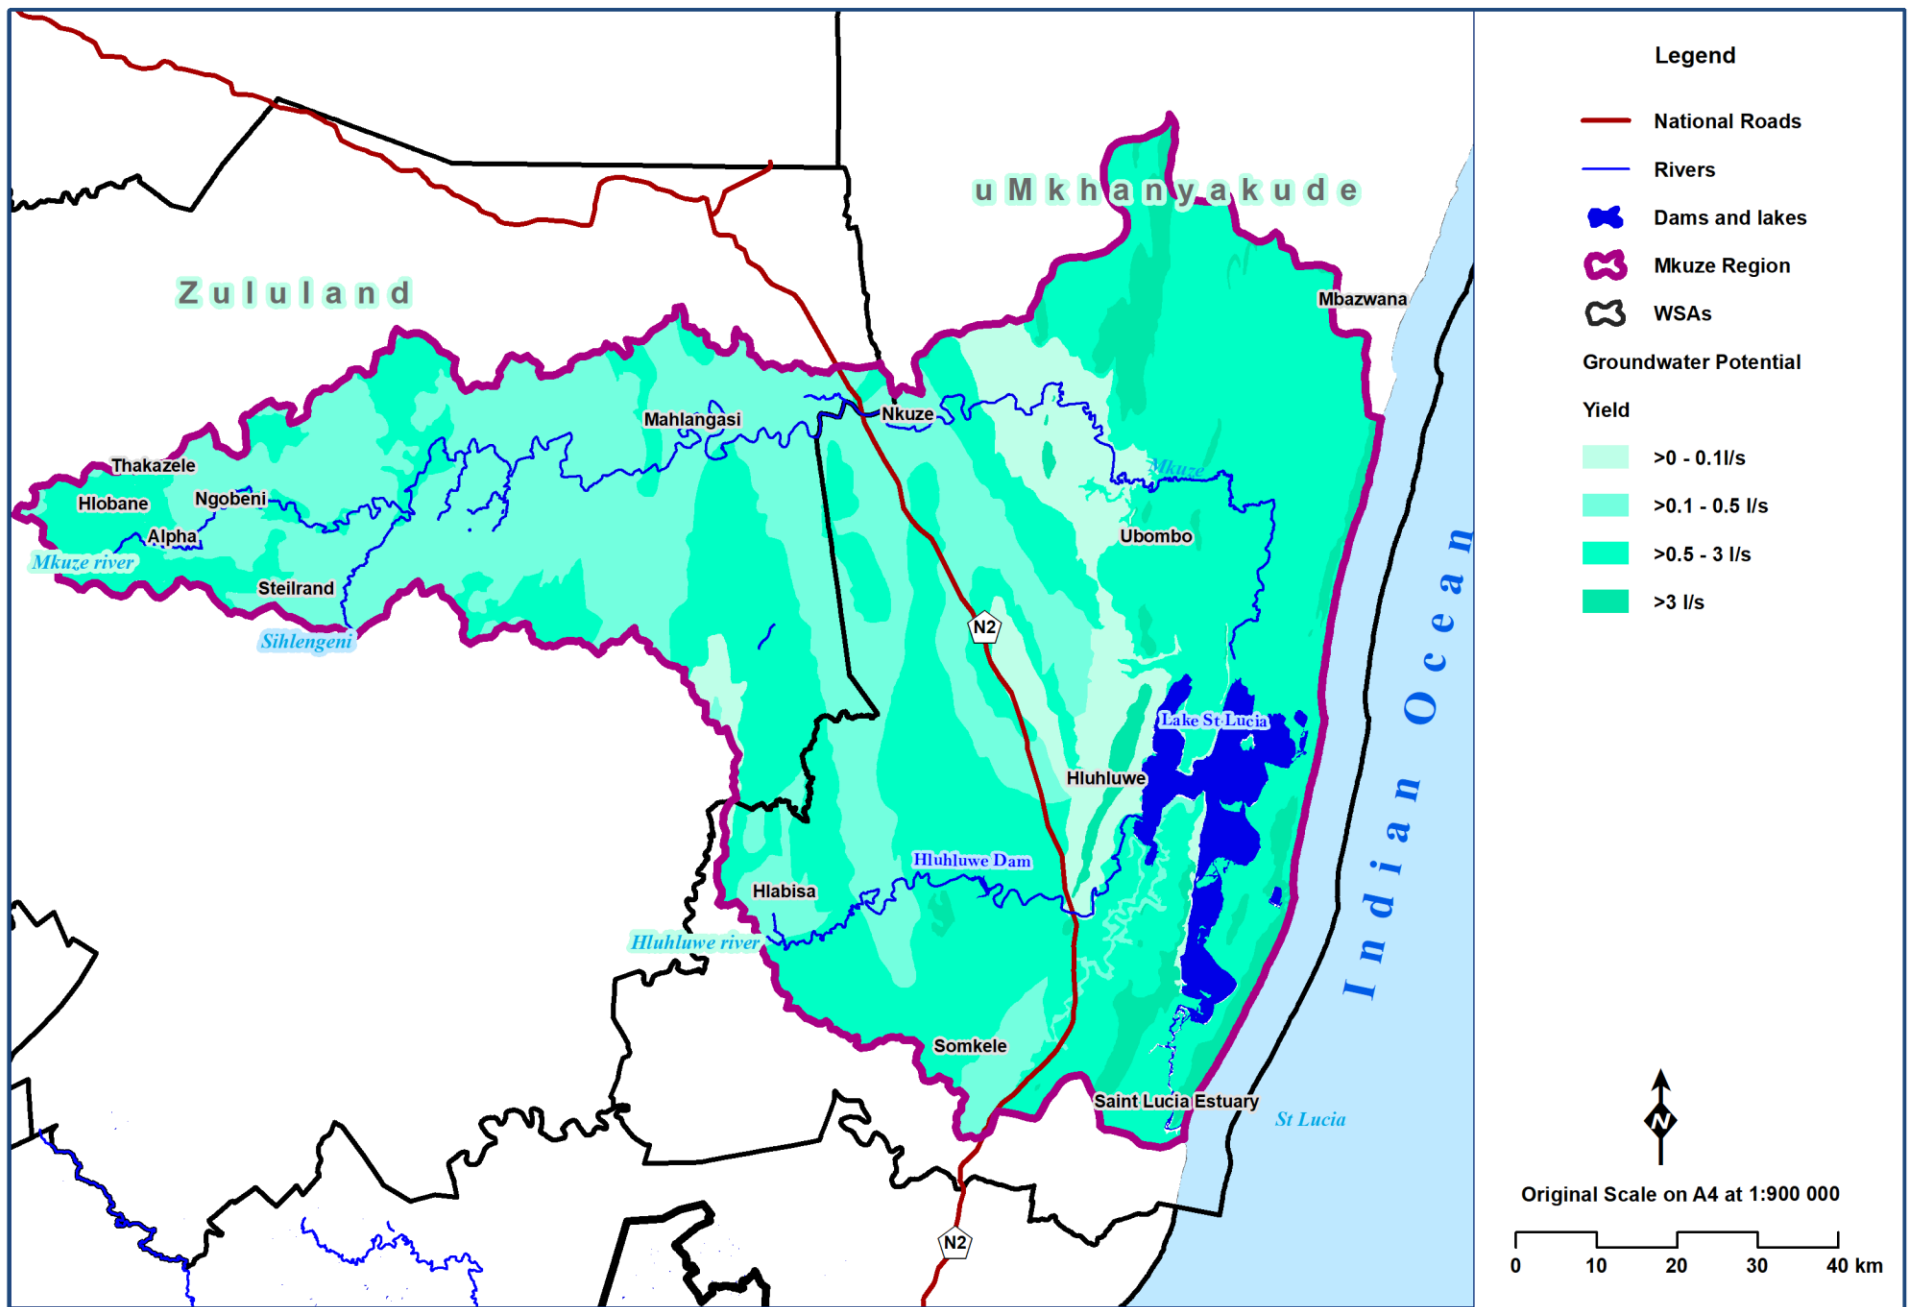 uMkhanyakude
Zululand
Mbazwana
Nkuze
Mahlangasi
Thakazele
Hlobane
Ngobeni
Alpha
Mkuze river
Steilrand
Sihlengeni
Mkuze
Ubombo
N2
Lake St Lucia
Hluhluwe
Hluhluwe Dam
Hlabisa
Hluhluwe river
Somkele
Saint Lucia Estuary
St Lucia
Indian Ocean
N2
Legend
National Roads
Rivers
Dams and lakes
Mkuze Region
WSAs
Groundwater Potential
Yield
>0 - 0.1l/s
>0.1 - 0.5 l/s
>0.5 - 3 l/s
>3 l/s
N
Original Scale on A4 at 1:900 000
0 10 20 30 40 km